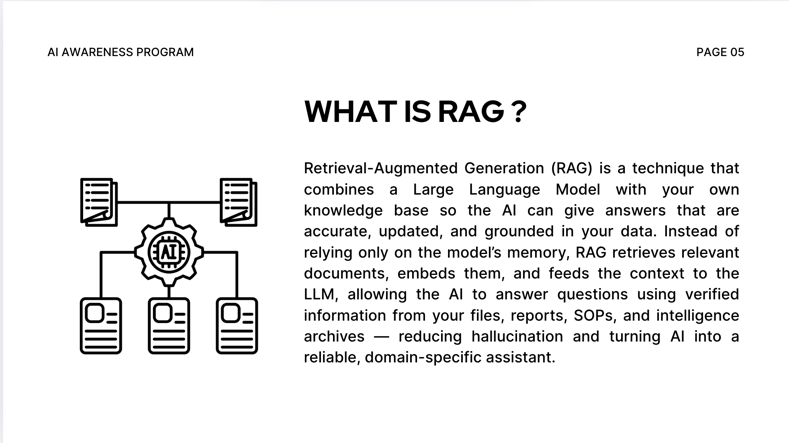 AI AWARENESS PROGRAM
PAGE 05
WHAT IS RAG ?
Retrieval-Augmented Generation (RAG) is a technique that
combines a Large Language Model with your own
knowledge base so the AI can give answers that are
accurate, updated, and grounded in your data. Instead of
relying only on the model’s memory, RAG retrieves relevant
documents, embeds them, and feeds the context to the
LLM, allowing the AI to answer questions using verified
information from your files, reports, SOPs, and intelligence
archives — reducing hallucination and turning AI into a
reliable, domain-specific assistant.
AI